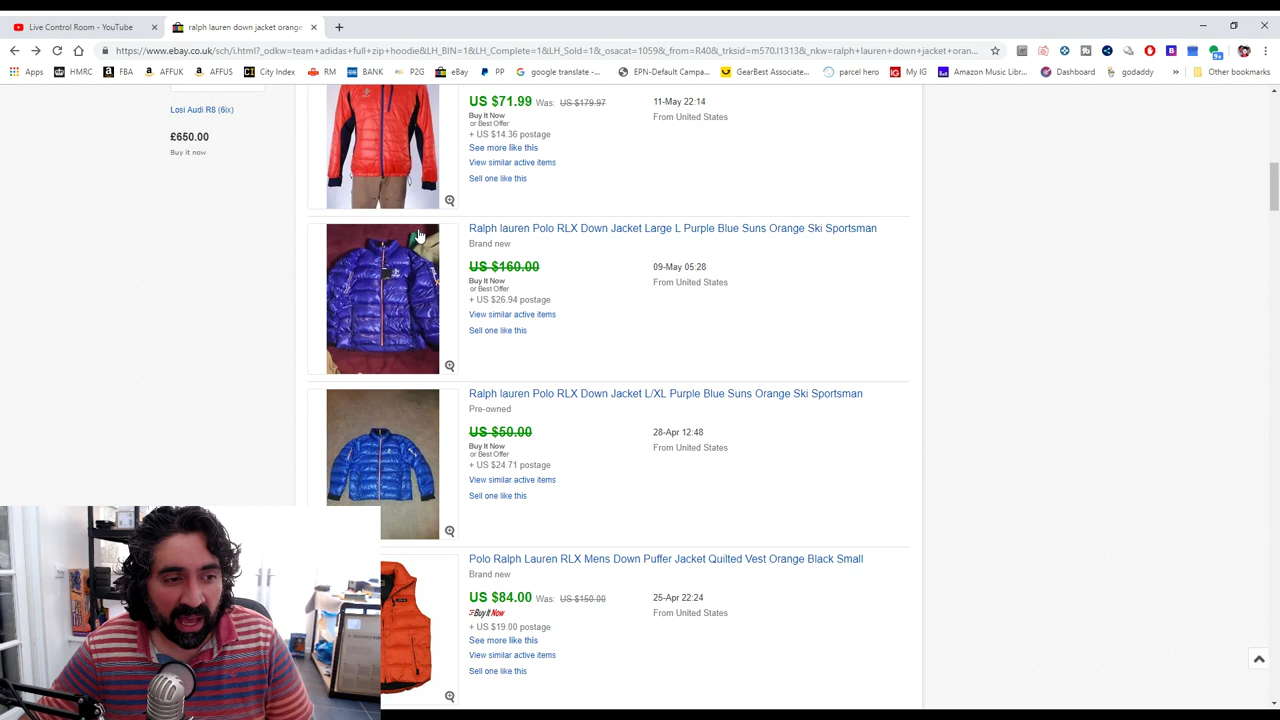 Live Control Room - YouTube
ralph lauren down jacket orange
https://www.ebay.co.uk/sch/i.html?_odkw=team+adidas+full+zip+hoodie&LH_BIN=1&LH_Complete=1&LH_Sold=1&_osacat=1059&_from=R40&_trksid=m570.l1313&_nkw=ralph+lauren+down+jacket+oran...
Apps HMRC FBA AFFUK AFFUS City Index RM BANK P2G eBay PP google translate -... EPN-Default Campa... GearBest Associate... parcel hero My IG Amazon Music Libr... Dashboard godaddy » Other bookmarks
Losi Audi R8 (6ix)
£650.00
Buy it now
US $71.99 Was: US $179.97
11-May 22:14
Buy It Now
or Best Offer
From United States
+ US $14.36 postage
See more like this
View similar active items
Sell one like this
Ralph lauren Polo RLX Down Jacket Large L Purple Blue Suns Orange Ski Sportsman
Brand new
US $160.00
09-May 05:28
Buy It Now
or Best Offer
From United States
+ US $26.94 postage
View similar active items
Sell one like this
Ralph lauren Polo RLX Down Jacket L/XL Purple Blue Suns Orange Ski Sportsman
Pre-owned
US $50.00
28-Apr 12:48
Buy It Now
or Best Offer
From United States
+ US $24.71 postage
View similar active items
Sell one like this
Polo Ralph Lauren RLX Mens Down Puffer Jacket Quilted Vest Orange Black Small
Brand new
US $84.00 Was: US $150.00
25-Apr 22:24
Buy It Now
From United States
+ US $19.00 postage
See more like this
View similar active items
Sell one like this